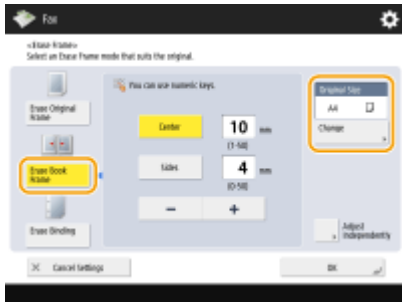 Fax
<Erase Frame>
Select an Erase Frame mode that suits the original.
Erase Original
Frame
Erase Book
Frame
Erase Binding
You can use numeric keys.
Center
10 mm
(1-50)
Sides
4 mm
(0-50)
−
+
Original Size
A4
Change
Adjust
Independently
× Cancel Settings
OK